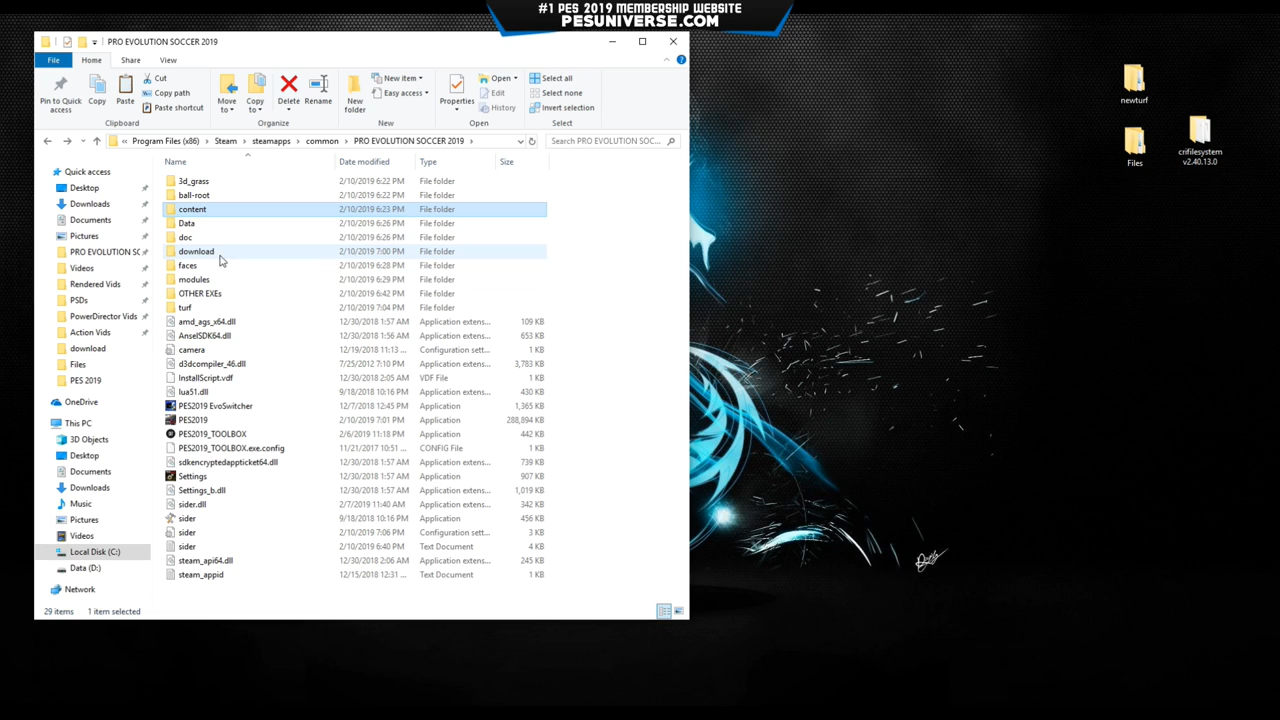 #1 PES 2019 MEMBERSHIP WEBSITE
PESUNIVERSE.COM
PRO EVOLUTION SOCCER 2019
File Home Share View
Pin to Quick access
Copy
Paste
Cut
Copy path
Paste shortcut
Move to
Copy to
Delete
Rename
New folder
New item
Easy access
Properties
Open
Edit
History
Select all
Select none
Invert selection
Clipboard Organize New Open Select
« Program Files (x86) > Steam > steamapps > common > PRO EVOLUTION SOCCER 2019 >
Search PRO EVOLUTION SOC...
Quick access
Desktop
Downloads
Documents
Pictures
PRO EVOLUTION SC
Videos
Rendered Vids
PSDs
PowerDirector Vids
Action Vids
download
Files
PES 2019
OneDrive
This PC
3D Objects
Desktop
Documents
Downloads
Music
Pictures
Videos
Local Disk (C:)
Data (D:)
Network
Name Date modified Type Size
3d_grass 2/10/2019 6:22 PM File folder
ball-root 2/10/2019 6:22 PM File folder
content 2/10/2019 6:23 PM File folder
Data 2/10/2019 6:26 PM File folder
doc 2/10/2019 6:26 PM File folder
download 2/10/2019 7:00 PM File folder
faces 2/10/2019 6:28 PM File folder
modules 2/10/2019 6:29 PM File folder
OTHER EXEs 2/10/2019 6:42 PM File folder
turf 2/10/2019 7:04 PM File folder
amd_ags_x64.dll 12/30/2018 1:57 AM Application extens... 109 KB
AnselSDK64.dll 12/30/2018 1:56 AM Application extens... 653 KB
camera 12/19/2018 11:13 ... Configuration sett... 1 KB
d3dcompiler_46.dll 7/25/2012 7:10 PM Application extens... 3,783 KB
InstallScript.vdf 12/30/2018 2:05 AM VDF File 1 KB
lua51.dll 9/18/2018 10:16 PM Application extens... 430 KB
PES2019 EvoSwitcher 12/7/2018 12:45 PM Application 1,365 KB
PES2019 2/10/2019 7:01 PM Application 288,894 KB
PES2019_TOOLBOX 2/6/2019 11:18 PM Application 442 KB
PES2019_TOOLBOX.exe.config 11/21/2017 10:51 ... CONFIG File 1 KB
sdkencryptedappticket64.dll 12/30/2018 1:57 AM Application extens... 739 KB
Settings 12/30/2018 1:57 AM Application 907 KB
Settings_b.dll 12/30/2018 1:57 AM Application extens... 1,019 KB
sider.dll 2/7/2019 11:40 AM Application extens... 342 KB
sider 9/18/2018 10:16 PM Application 456 KB
sider 2/10/2019 7:06 PM Configuration sett... 3 KB
sider 2/10/2019 6:40 PM Text Document 4 KB
steam_api64.dll 12/30/2018 2:06 AM Application extens... 245 KB
steam_appid 12/15/2018 12:31 ... Text Document 1 KB
29 items 1 item selected
newturf
Files
crifilesystem
v2.40.13.0